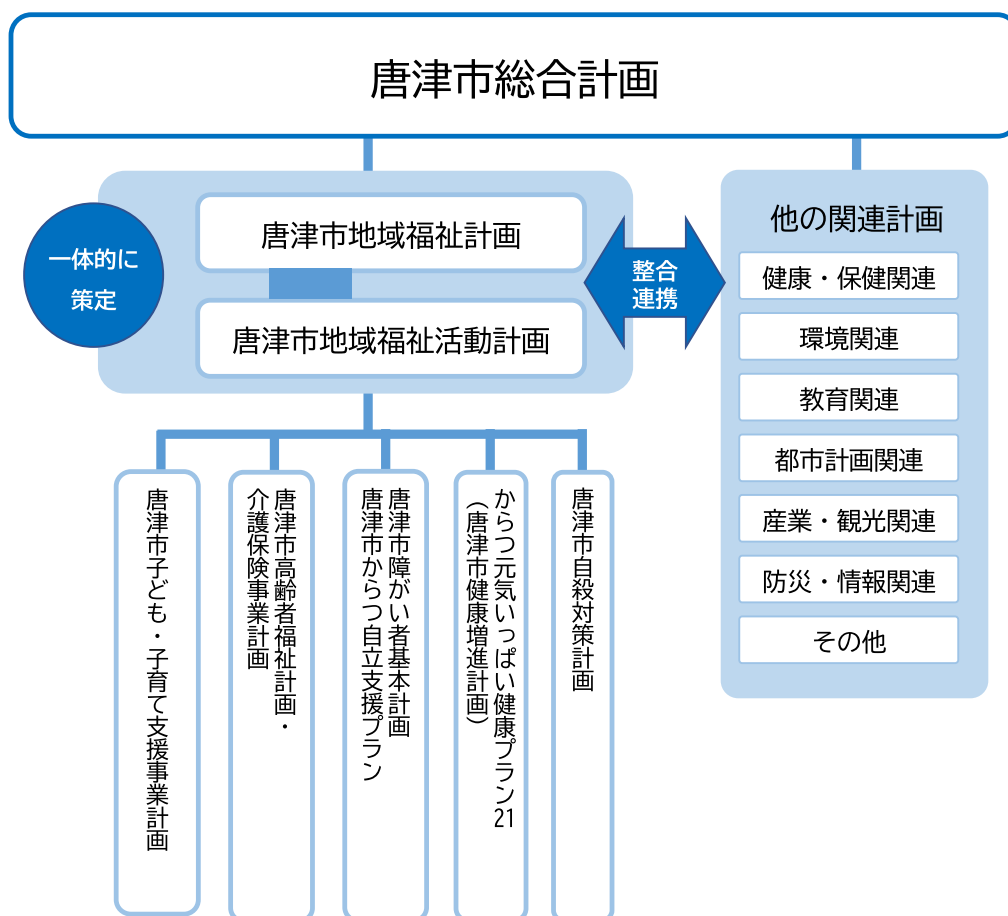 唐津市総合計画
一体的に
策定
唐津市地域福祉計画
唐津市地域福祉活動計画
整合
連携
他の関連計画
健康・保健関連
環境関連
教育関連
都市計画関連
産業・観光関連
防災・情報関連
その他
唐津市子ども・子育て支援事業計画
唐津市高齢者福祉計画・
介護保険事業計画
唐津市障がい者基本計画
唐津市からつ自立支援プラン
からつ元気いっぱい健康プラン21
（唐津市健康増進計画）
唐津市自殺対策計画